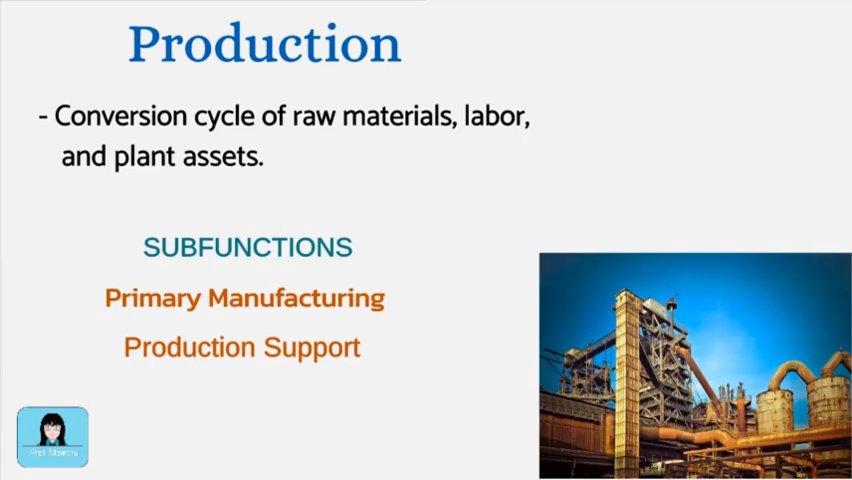 Production
- Conversion cycle of raw materials, labor,
and plant assets.
SUBFUNCTIONS
Primary Manufacturing
Production Support